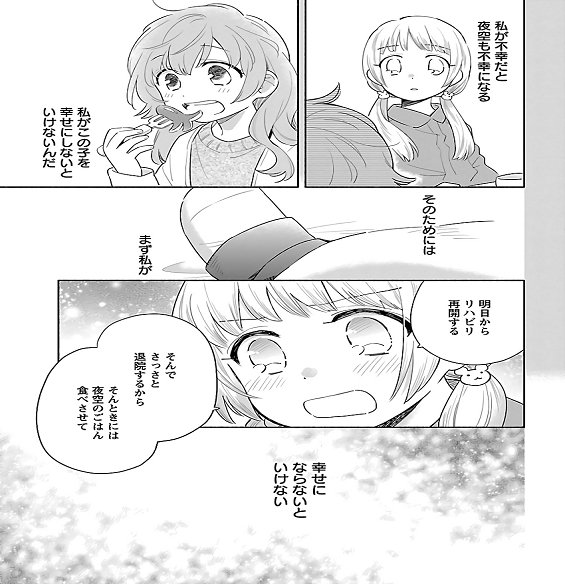 私が不幸だと
夜空も不幸になる
私がこの子を
幸せにしないと
いけないんだ
そのためには
まず私が
明日から
リハビリ
再開する
そんで
さっさと
退院するから
そんときには
夜空のごはん
食べさせて
幸せに
ならないと
いけない